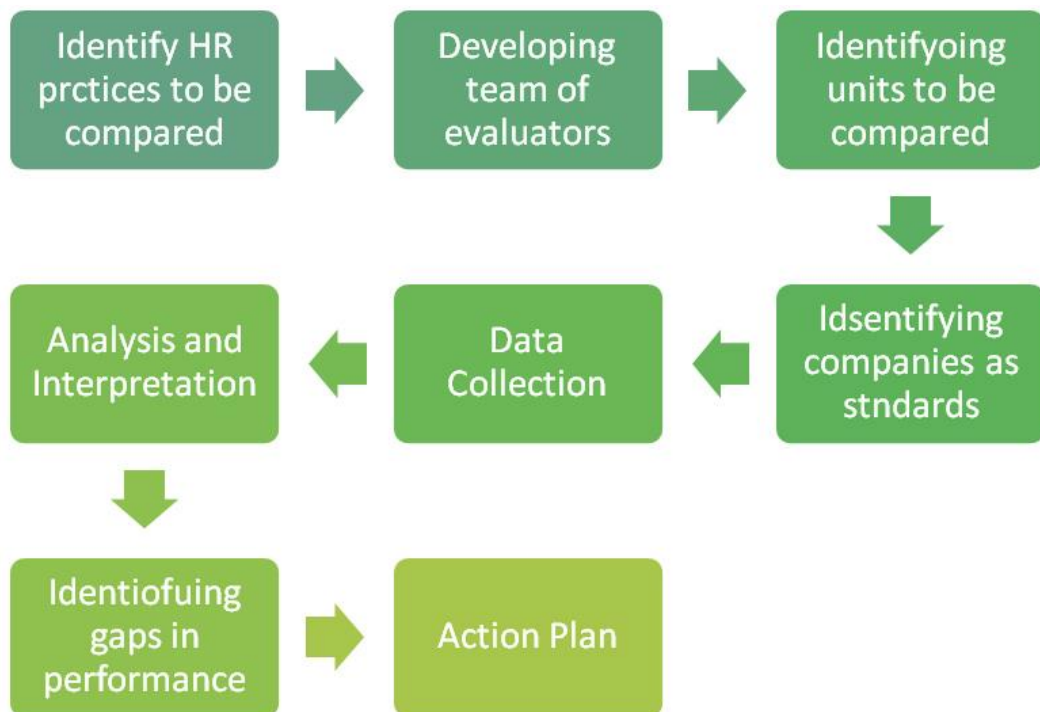 Identify HR
prctices to be
compared
Developing
team of
evaluators
Identifyoing
units to be
compared
Idsentifying
companies as
stndards
Data
Collection
Analysis and
Interpretation
Identiofuing
gaps in
performance
Action Plan